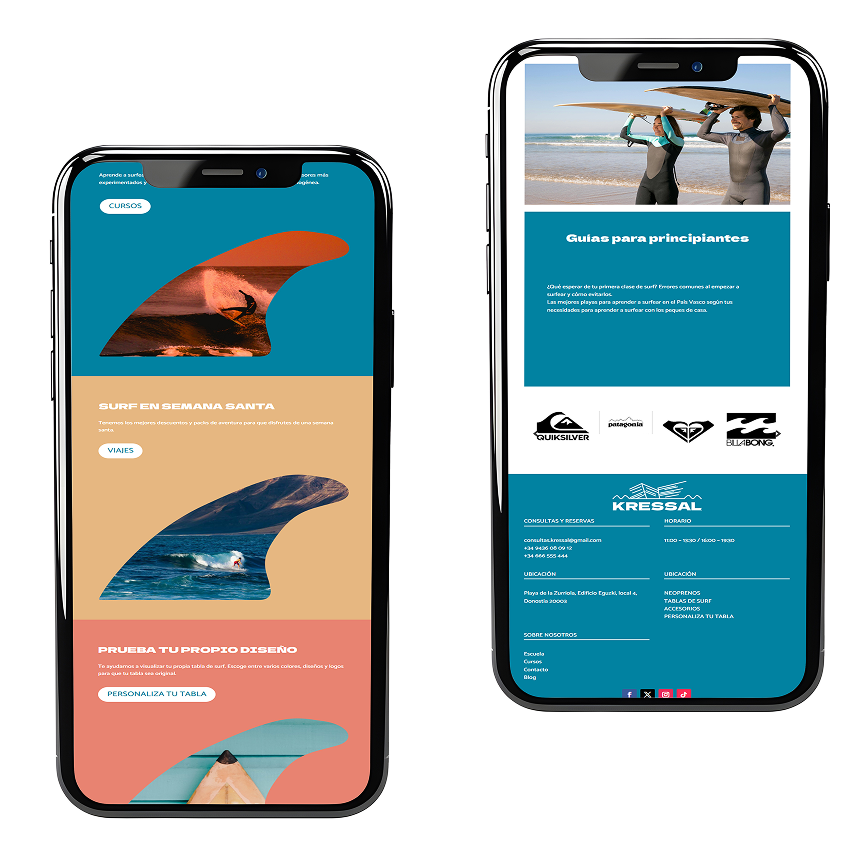 Aprende a surfea
sores más
experimentados y
ogénea.
CURSOS
SURF EN SEMANA SANTA
Tenemos los mejores descuentos y packs de aventura para que disfrutes de una semana
santa.
VIAJES
PRUEBA TU PROPIO DISEÑO
Te ayudamos a visualizar tu propia tabla de surf. Escoge entre varios colores, diseños y logos
para que tu tabla sea original.
PERSONALIZA TU TABLA
Guías para principiantes
¿Qué esperar de tu primera clase de surf? Errores comunes al empezar a
surfear y cómo evitarlos.
Las mejores playas para aprender a surfear en el País Vasco según tus
necesidades para aprender a surfear con los peques de casa.
QUIKSILVER
patagonia
BILLABONG
KRESSAL
CONSULTAS Y RESERVAS
consultas.kressal@gmail.com
+34 9436 06 09 12
+34 666 555 444
HORARIO
11:00 – 13:30 / 16:00 – 19:30
UBICACIÓN
Playa de la Zurriola, Edificio Eguzki, local 4,
Donostia 20002
UBICACIÓN
NEOPRENOS
TABLAS DE SURF
ACCESORIOS
PERSONALIZA TU TABLA
SOBRE NOSOTROS
Escuela
Cursos
Contacto
Blog